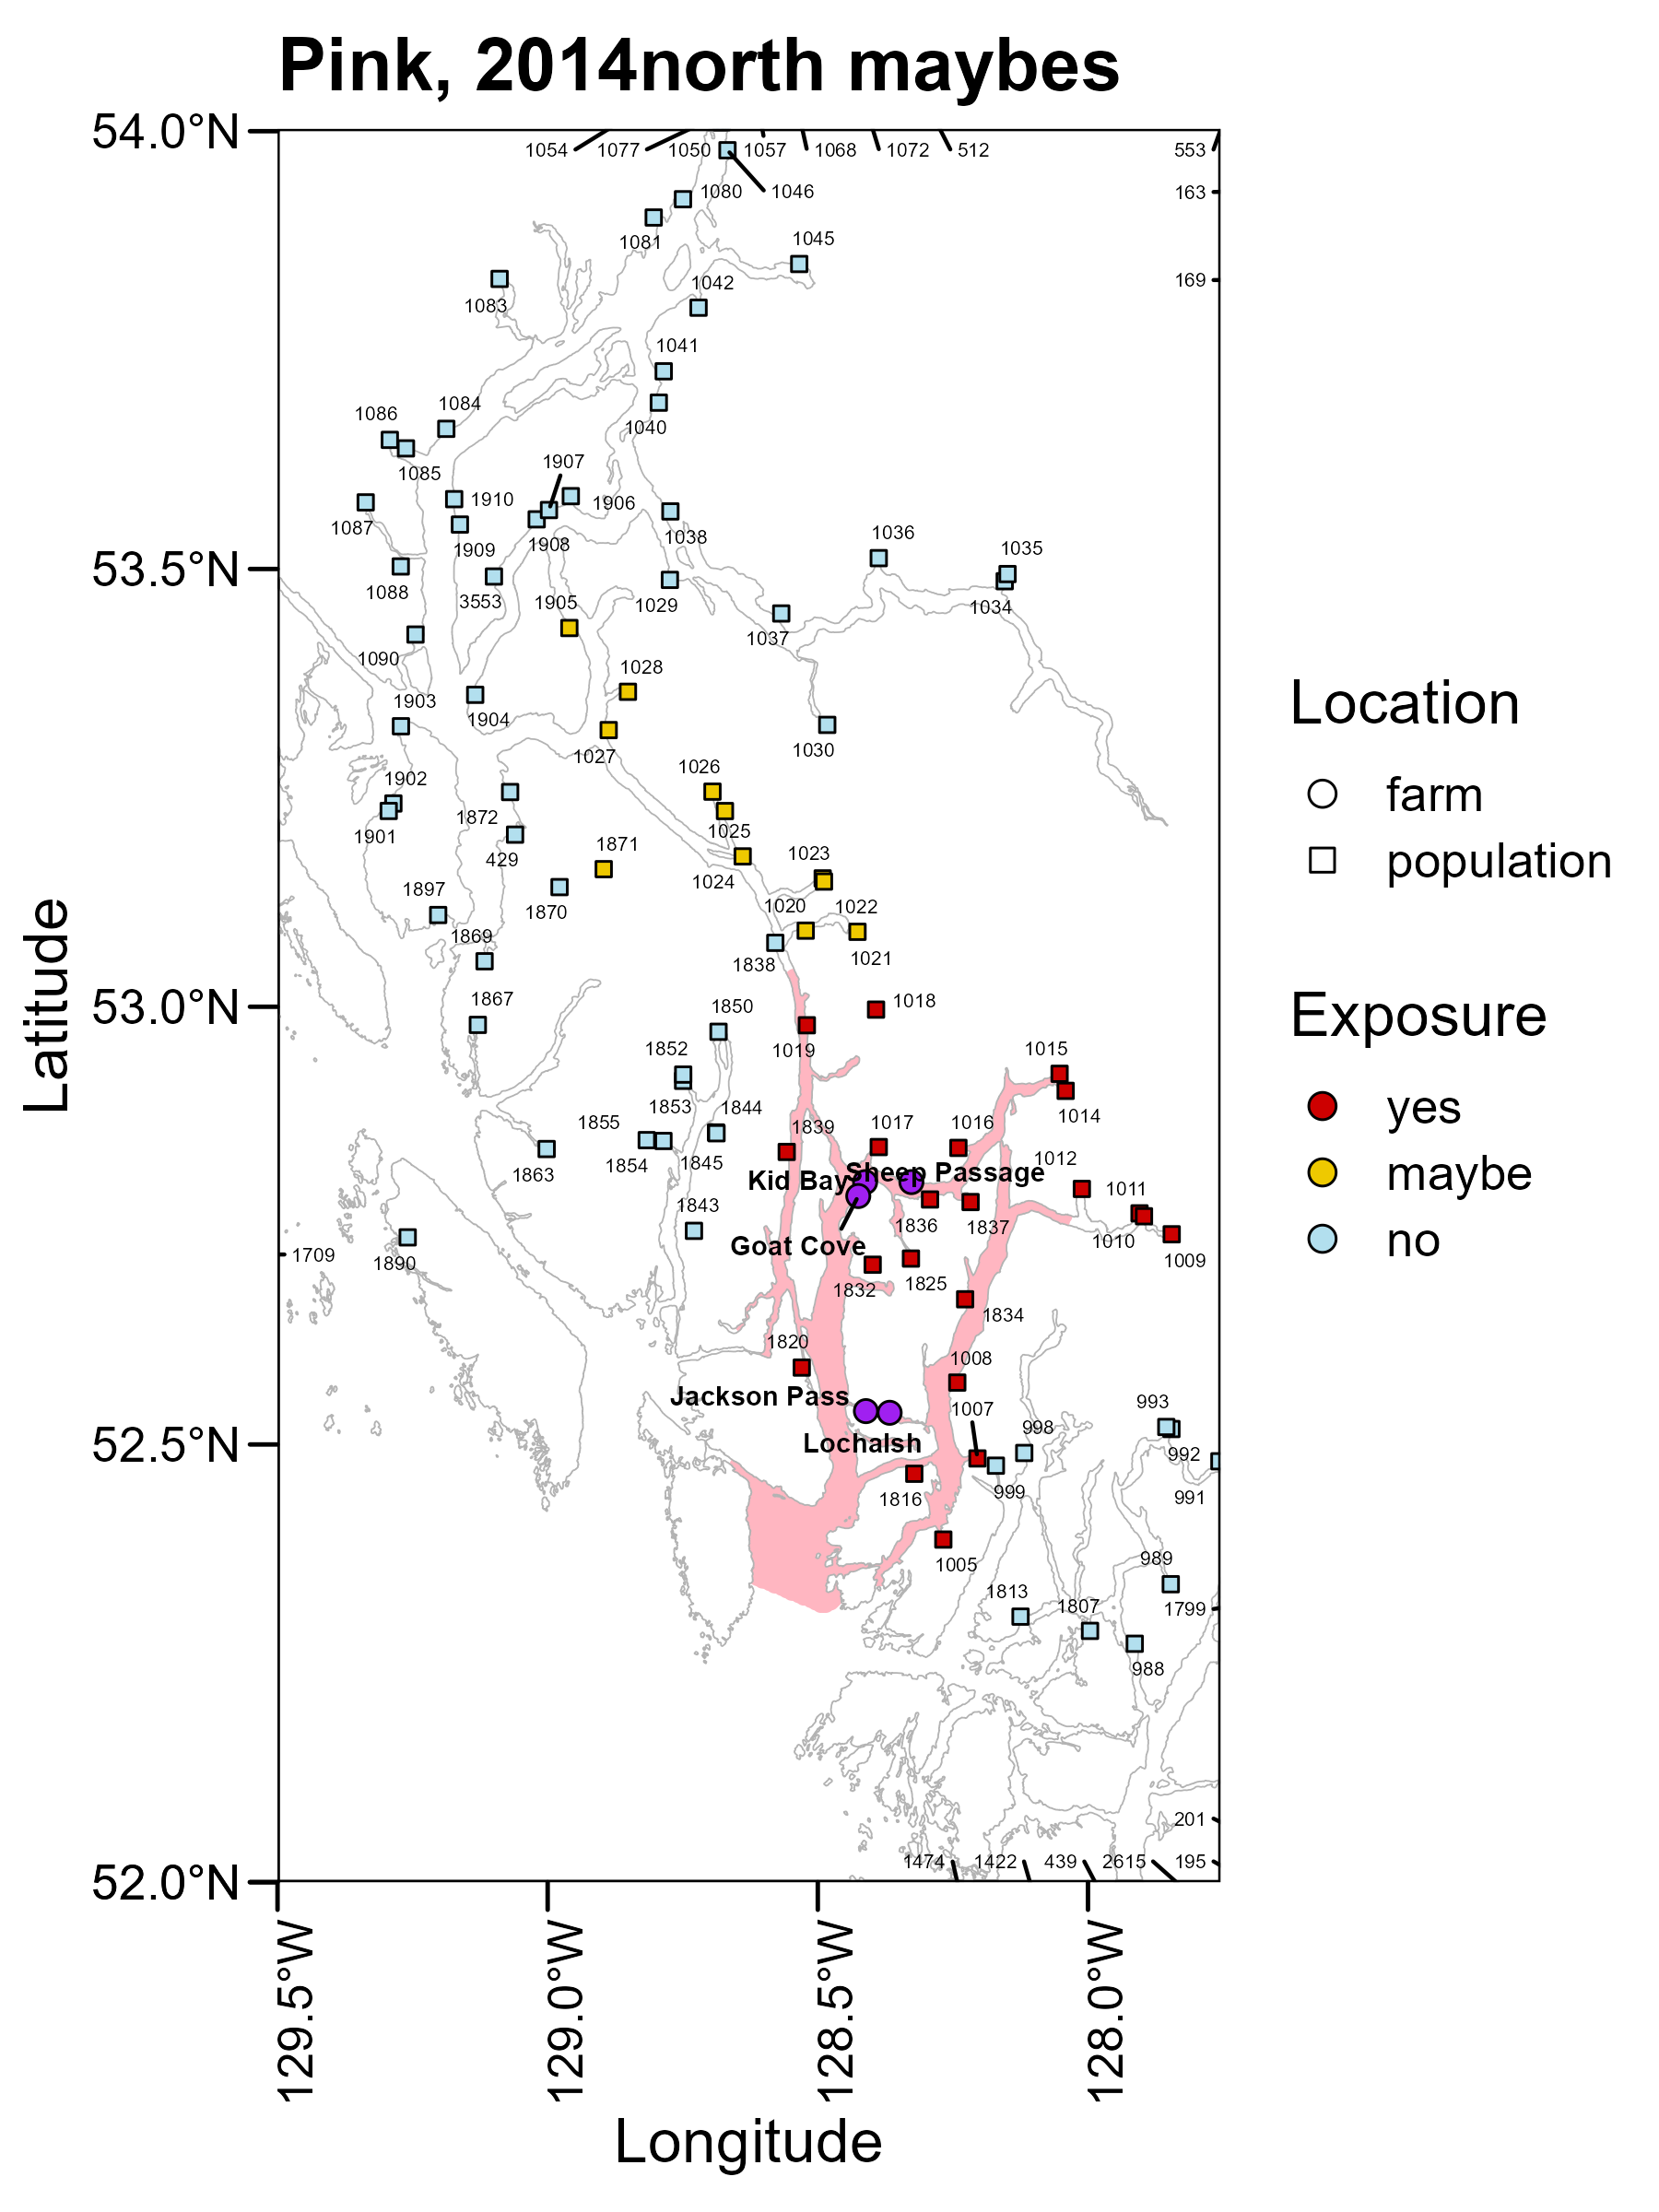 Pink, 2014north maybes
54.0°N
53.5°N
53.0°N
52.5°N
52.0°N
Latitude
1054 1077 1050 1057 1068 1072 512 553
1080 1046 163
1081 1045
1083 1042 169
1041
1086 1084
1040
1085
1907
1910 1906
1087
1909 1908 1038 1036
1035
1088 3553 1905 1029 1034
1037
1090 1028
1903 1904
1027 1030
1902 1026
1872 1025
1901 429 1871 1023
1024
1897 1870 1020 1022
1869 1021
1838
1867 1850 1018
1852 1019 1015
1853 1844 1014
1855 1839 1017 1016
1854 1845 1012
1863
Kid Bay
Sheep Passage
1011
1843 1836 1837 1010
1709 1890
Goat Cove
1009
1832 1825
1834
1820
1008
Jackson Pass
1007 993
Lochalsh
998 992
1816 999 991
1005 989
1813 1807 1799
988
201
1474 1422 439 2615 195
129.5°W
129.0°W
128.5°W
128.0°W
Longitude
Location
farm
population
Exposure
yes
maybe
no